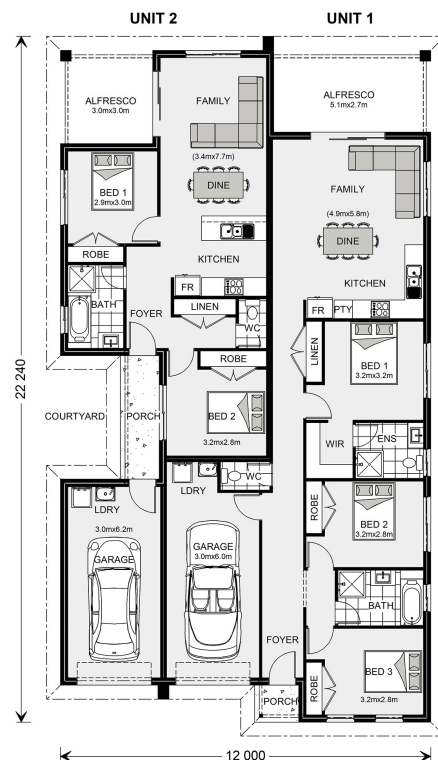 UNIT 2
UNIT 1
ALFRESCO
3.0mx3.0m
FAMILY
ALFRESCO
5.1mx2.7m
(3.4mx7.7m)
BED 1
2.9mx3.0m
DINE
FAMILY
(4.9mx5.8m)
DINE
ROBE
KITCHEN
KITCHEN
FR
BATH
FOYER
LINEN
WC
FR
PTY
LINEN
ROBE
BED 1
3.2mx3.2m
COURTYARD
PORCH
BED 2
3.2mx2.8m
WIR
ENS
LDRY
LDRY
WC
3.0mx6.2m
GARAGE
GARAGE
3.0mx6.0m
ROBE
BED 2
3.2mx2.8m
BATH
FOYER
ROBE
BED 3
3.2mx2.8m
PORCH
22 240
12 000